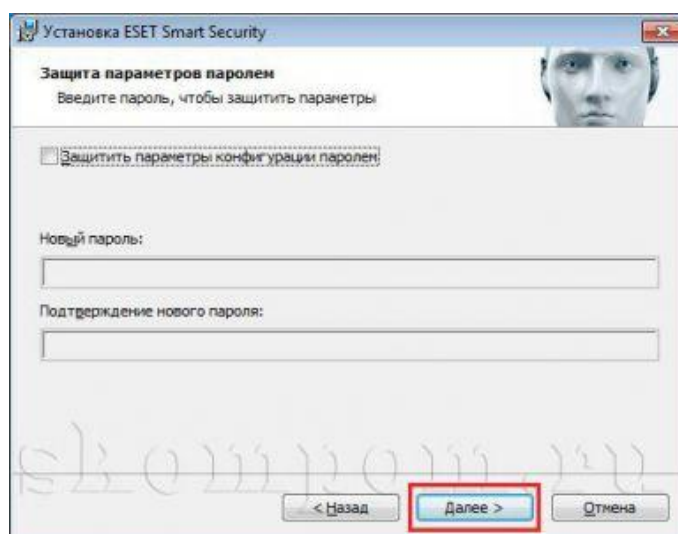 Установка ESET Smart Security
Защита параметров паролем
Введите пароль, чтобы защитить параметры
Защитить параметры конфигурации паролем
Новый пароль:
Подтверждение нового пароля:
skompom.ru
< Назад
Далее >
Отмена